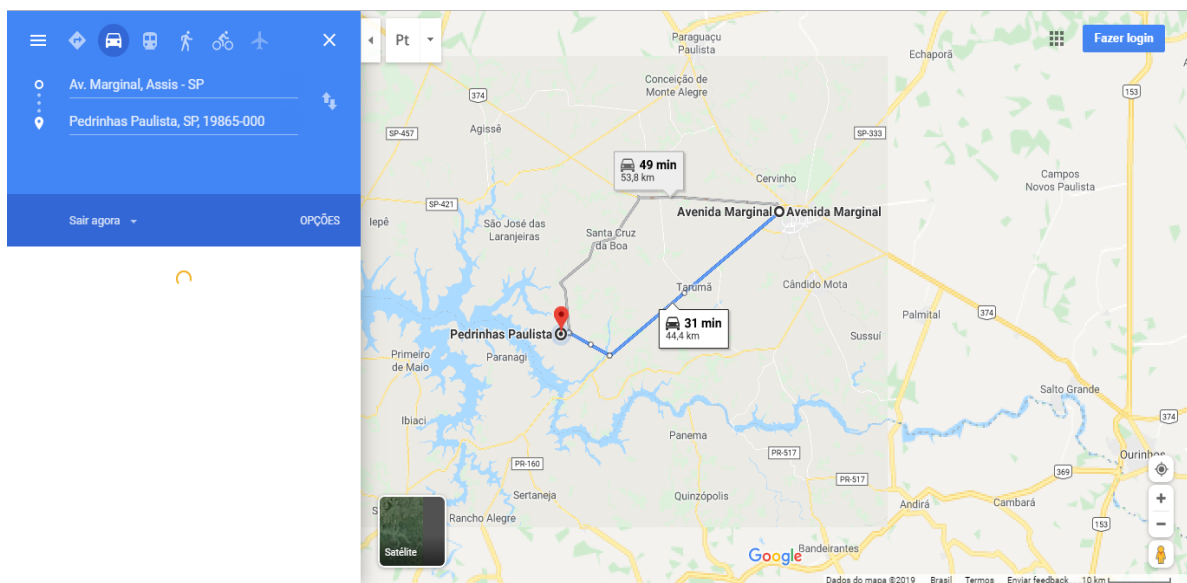 Av. Marginal, Assis - SP
Pedrinhas Paulista, SP, 19865-000
Sair agora
OPÇÕES
Pt
Fazer login
Paraguaçu
Paulista
Echaporã
153
Conceição de
Monte Alegre
374
Agissê
SP-457
SP-333
49 min
53,8 km
Cervinho
Campos
Novos Paulista
SP-421
Iepê
São José das
Laranjeiras
Avenida Marginal
Avenida Marginal
Santa Cruz
da Boa
Tarumã
Cândido Mota
374
Palmital
31 min
44,4 km
Pedrinhas Paulista
Sussuí
Primeiro
de Maio
Paranagi
Salto Grande
Ibiaci
374
Panema
PR-517
Ourinhos
PR-160
369
PR-517
Sertaneja
Quinzópolis
Andirá
Cambará
Rancho Alegre
153
Satélite
Google
Bandeirantes
Dados do mapa ©2019 Brasil Termos Enviar feedback 10 km